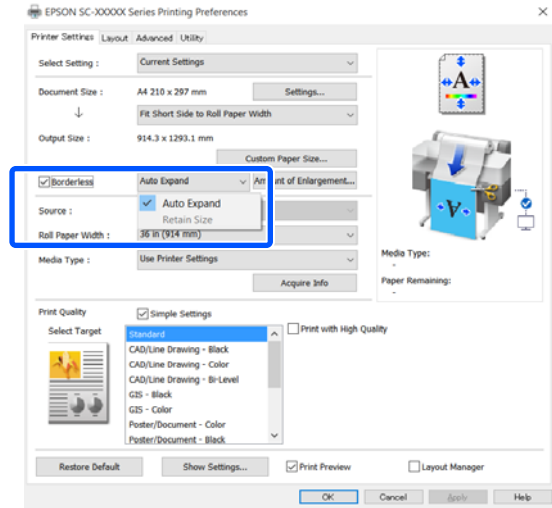 EPSON SC-XXXXX Series Printing Preferences
Printer Settings Layout Advanced Utility
Select Setting : Current Settings
Document Size : A4 210 x 297 mm Settings...
Fit Short Side to Roll Paper Width
Output Size : 914.3 x 1293.1 mm
Custom Paper Size...
Borderless Auto Expand Am nt of Enlargement...
Auto Expand
Source :
Retain Size
Roll Paper Width : 36 in (914 mm)
Media Type : Use Printer Settings
Acquire Info
A
Media Type:
-
Paper Remaining:
-
Print Quality Simple Settings
Select Target
Standard
CAD/Line Drawing - Black
CAD/Line Drawing - Color
CAD/Line Drawing - Bi-Level
GIS - Black
GIS - Color
Poster/Document - Color
Poster/Document - Black
Print with High Quality
Restore Default Show Settings... Print Preview Layout Manager
OK Cancel Apply Help